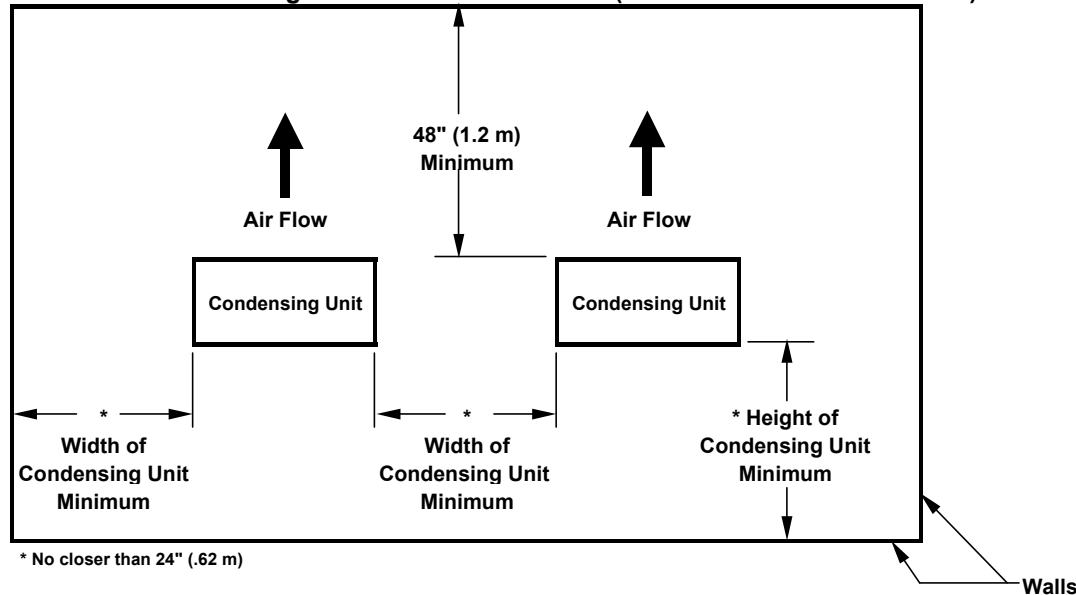 48" (1.2 m)
Minimum
Air Flow
Air Flow
Condensing Unit
Condensing Unit
*
Width of
Condensing Unit
Minimum
*
Width of
Condensing Unit
Minimum
* Height of
Condensing Unit
Minimum
* No closer than 24" (.62 m)
Walls